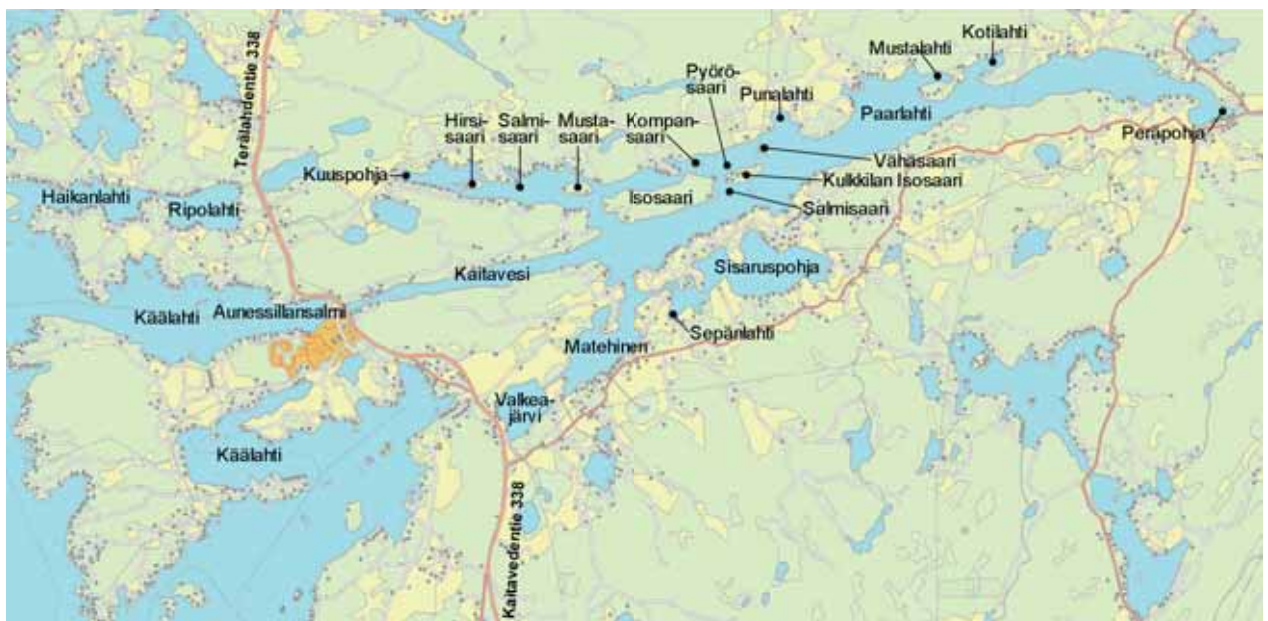 Kotilahti
Mustalahti
Pyörö-
saari
Punalahti
Terälahdentie 338
Paarlahti
Hirsi-
saari
Salmi-
saari
Musta-
saari
Kompan-
saari
Peräpohja
Vähäsaari
Kuuspohja
Kulkkilan Isosaari
Haikanlahti
Ripolahti
Isosaari
Salmisaari
Kaitavesi
Sisaruspohja
Käälahti
Aunessillansalmi
Sepänlahti
Matehinen
Valkea-
järvi
Käälahti
Kaitavedentie 338